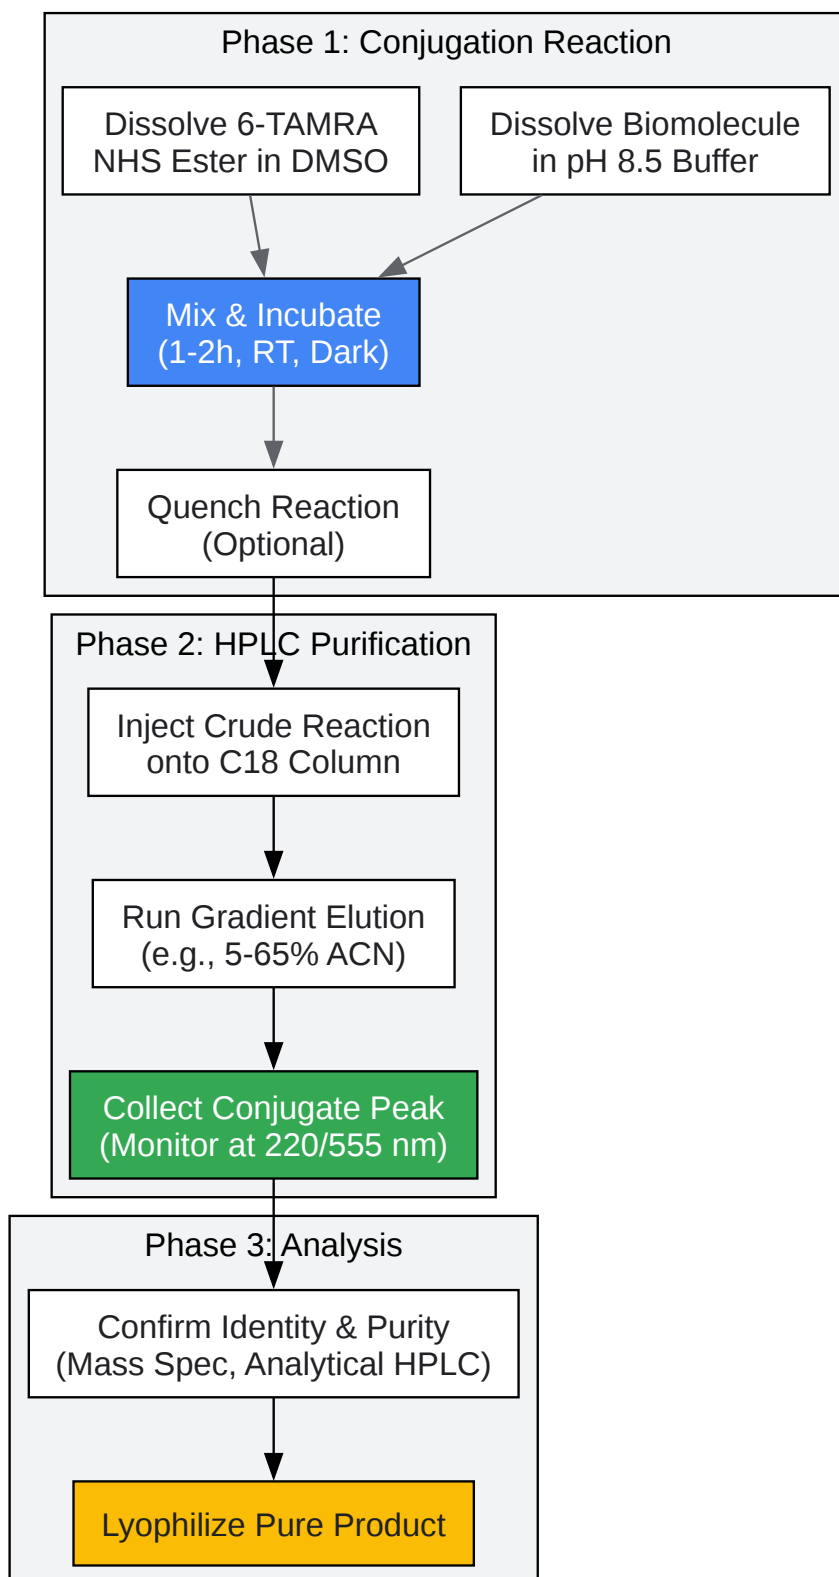 Phase 1: Conjugation Reaction
Dissolve 6-TAMRA
NHS Ester in DMSO
Dissolve Biomolecule
in pH 8.5 Buffer
Mix & Incubate
(1-2h, RT, Dark)
Quench Reaction
(Optional)
Phase 2: HPLC Purification
Inject Crude Reaction
onto C18 Column
Run Gradient Elution
(e.g., 5-65% ACN)
Collect Conjugate Peak
(Monitor at 220/555 nm)
Phase 3: Analysis
Confirm Identity & Purity
(Mass Spec, Analytical HPLC)
Lyophilize Pure Product